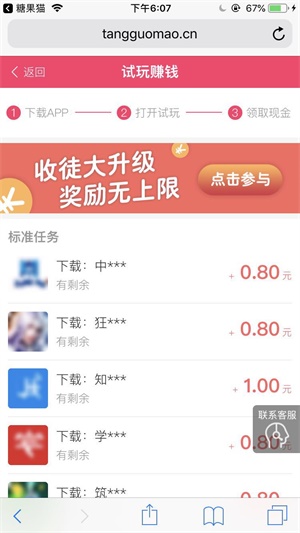 糖果猫
下午6:07
67%
tangguomao.cn
返回
试玩赚钱
1 下载APP
2 打开试玩
3 领取现金
收徒大升级
奖励无上限
点击参与
标准任务
下载：中***
有剩余
+ 0.80 元
下载：狂***
有剩余
+ 0.80 元
下载：知***
有剩余
+ 1.00 元
联系客服
下载：学***
有剩余
+ 0.80 元
下载：筑***
+ 0.80 元